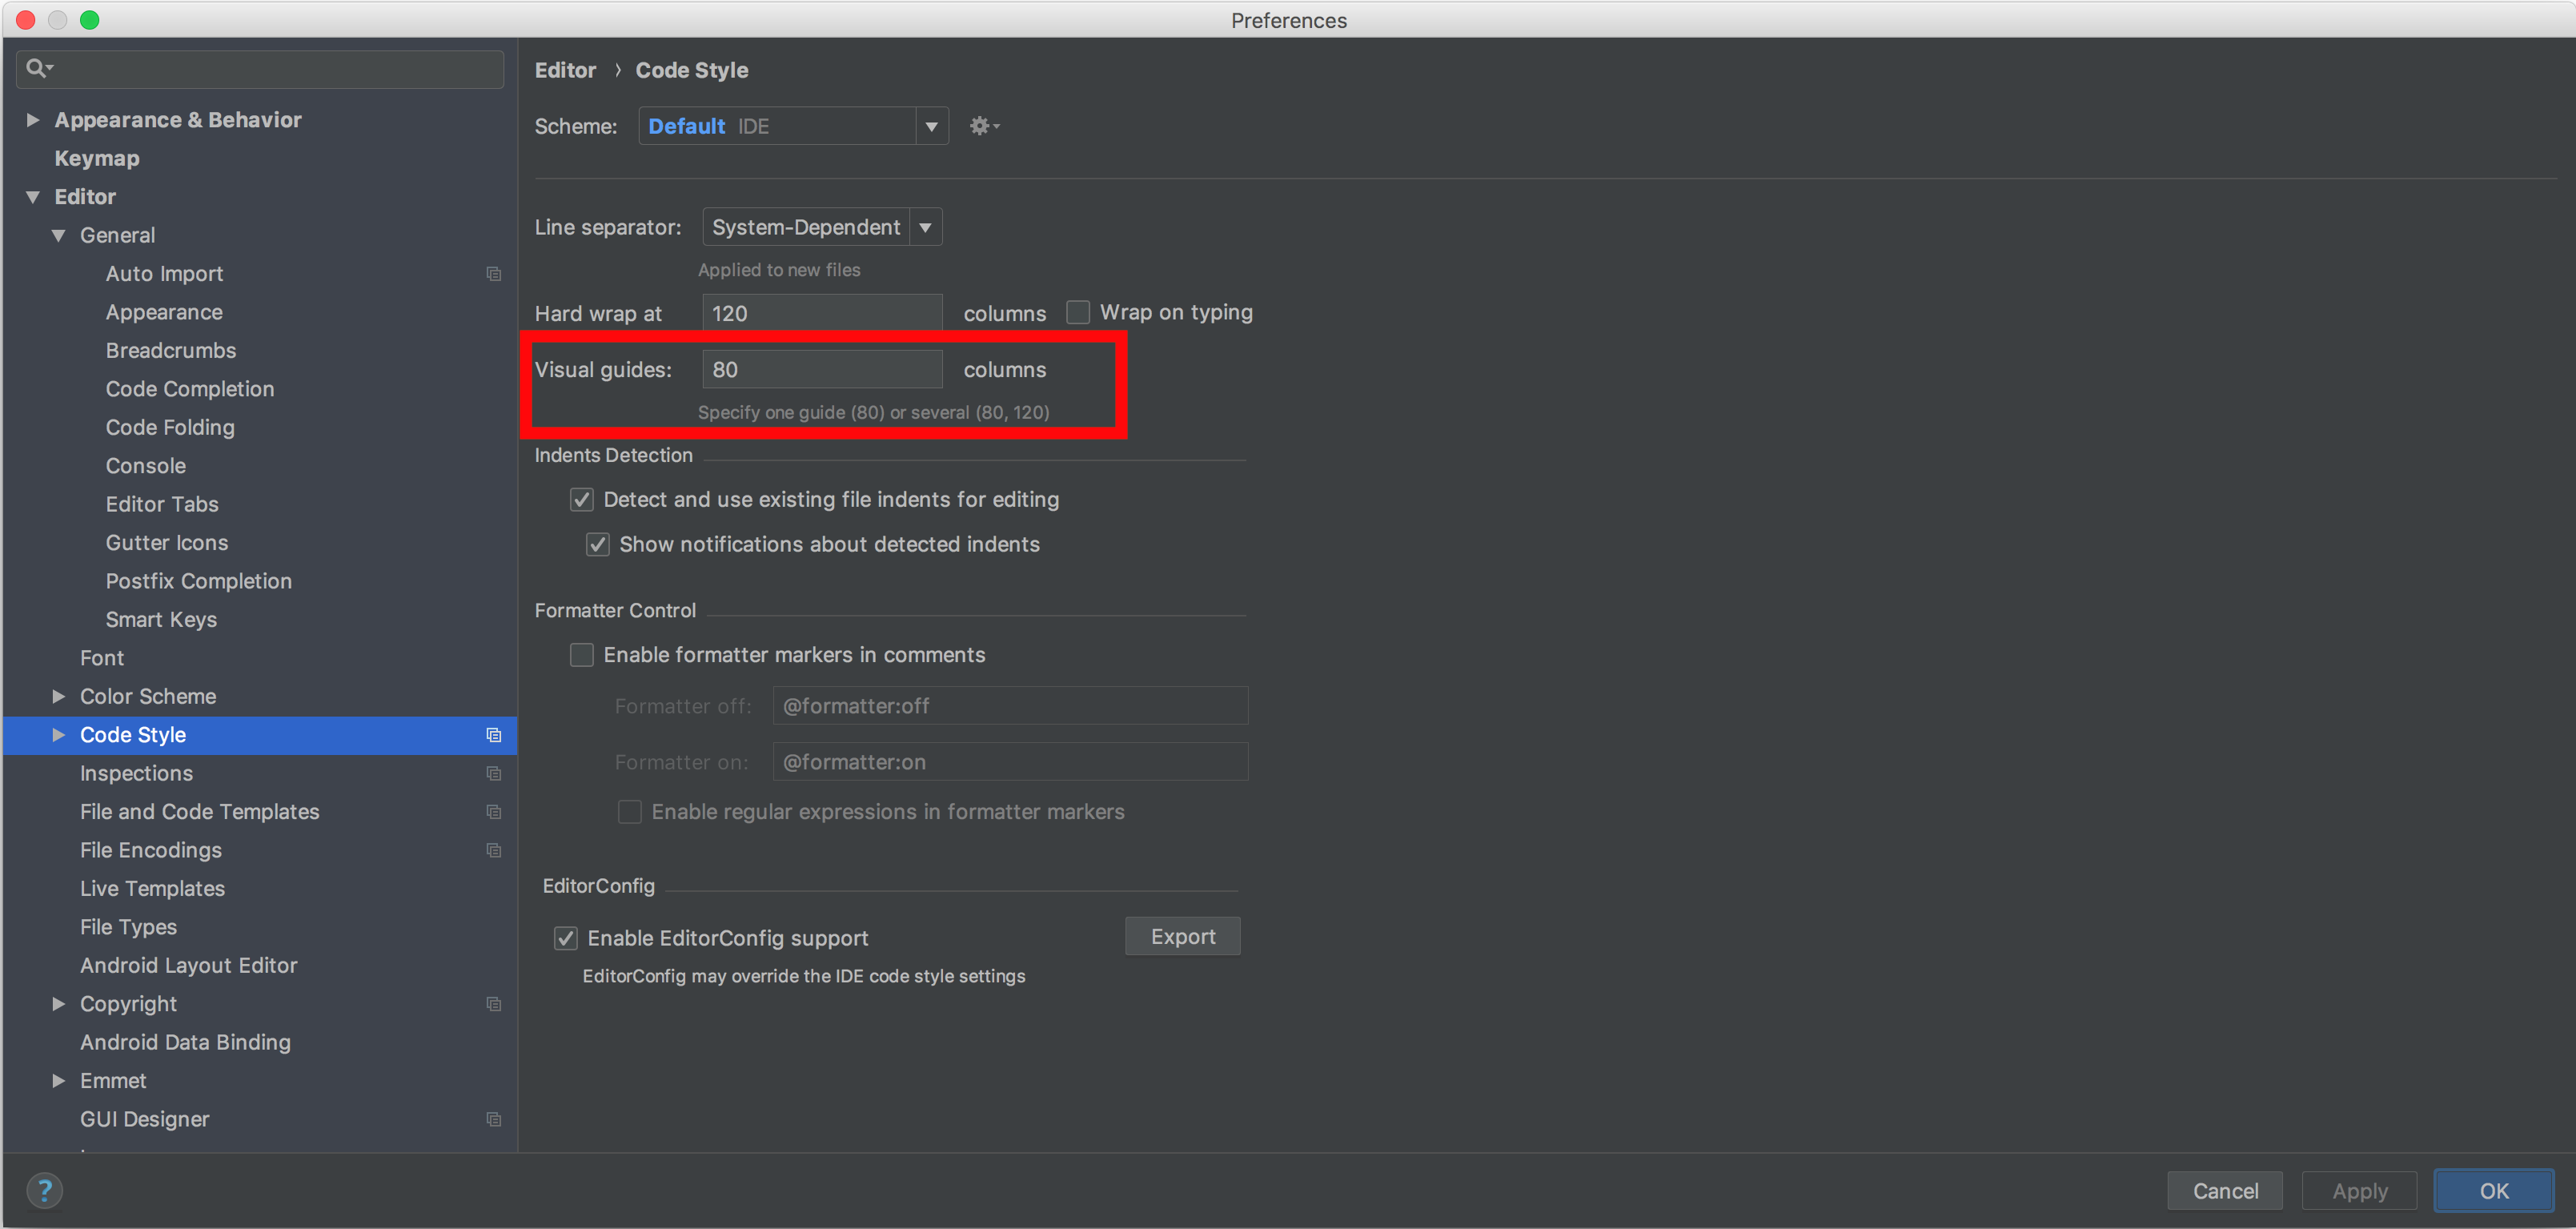 Preferences
Appearance & Behavior
Keymap
Editor
General
Auto Import
Appearance
Breadcrumbs
Code Completion
Code Folding
Console
Editor Tabs
Gutter Icons
Postfix Completion
Smart Keys
Font
Color Scheme
Code Style
Inspections
File and Code Templates
File Encodings
Live Templates
File Types
Android Layout Editor
Copyright
Android Data Binding
Emmet
GUI Designer
Editor › Code Style
Scheme: Default IDE
Line separator: System-Dependent
Applied to new files
Hard wrap at 120 columns Wrap on typing
Visual guides: 80 columns
Specify one guide (80) or several (80, 120)
Indents Detection
Detect and use existing file indents for editing
Show notifications about detected indents
Formatter Control
Enable formatter markers in comments
Formatter off: @formatter:off
Formatter on: @formatter:on
Enable regular expressions in formatter markers
EditorConfig
Enable EditorConfig support Export
EditorConfig may override the IDE code style settings
? Cancel Apply OK